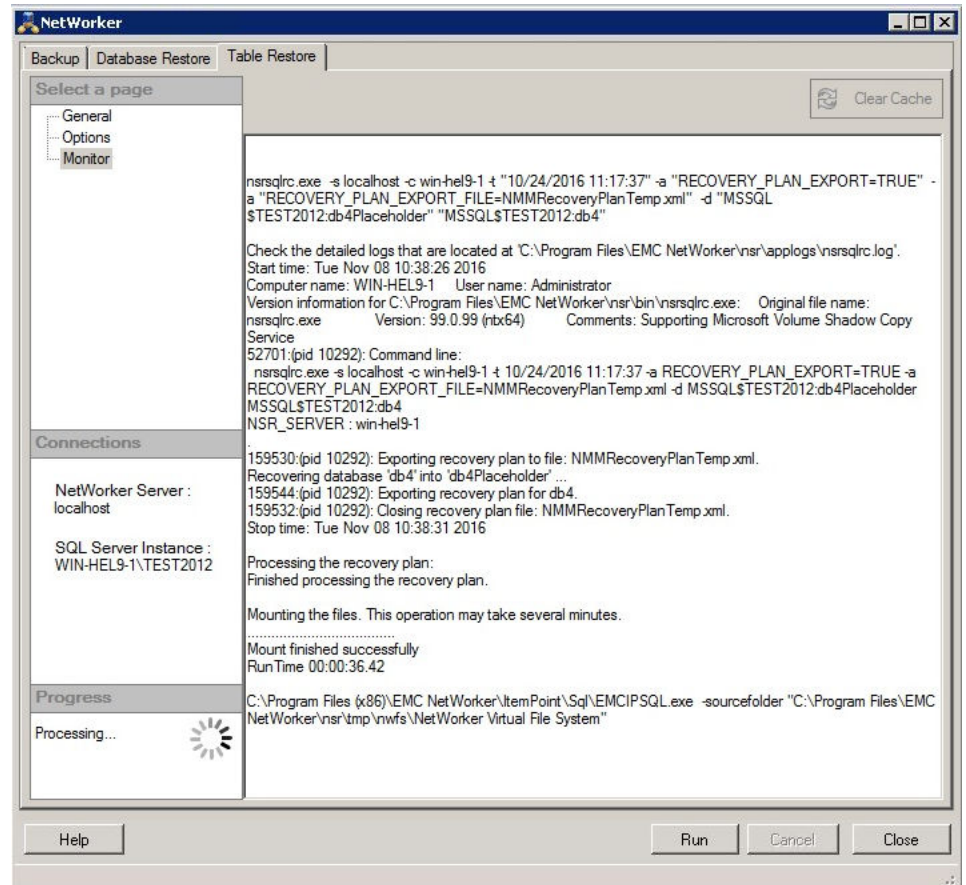 NetWorker
Backup Database Restore Table Restore
Select a page
General
Options
Monitor
Clear Cache
nsrsqlrc.exe -s localhost -c win-hel9-1 -t "10/24/2016 11:17:37" -a "RECOVERY_PLAN_EXPORT=TRUE" -
a "RECOVERY_PLAN_EXPORT_FILE=NMMRecoveryPlanTemp.xml" -d "MSSQL
$TEST2012:db4Placeholder" "MSSQL$TEST2012:db4"
Check the detailed logs that are located at 'C:\Program Files\EMC NetWorker\nsr\applogs\nsrsqlrc.log'.
Start time: Tue Nov 08 10:38:26 2016
Computer name: WIN-HEL9-1 User name: Administrator
Version information for C:\Program Files\EMC NetWorker\nsr\bin\nsrsqlrc.exe: Original file name:
nsrsqlrc.exe Version: 99.0.99 (ntx64) Comments: Supporting Microsoft Volume Shadow Copy
Service
52701:(pid 10292): Command line:
nsrsqlrc.exe -s localhost -c win-hel9-1 -t 10/24/2016 11:17:37 -a RECOVERY_PLAN_EXPORT=TRUE -a
RECOVERY_PLAN_EXPORT_FILE=NMMRecoveryPlanTemp.xml -d MSSQL$TEST2012:db4Placeholder
MSSQL$TEST2012:db4
NSR_SERVER : win-hel9-1
.
159530:(pid 10292): Exporting recovery plan to file: NMMRecoveryPlanTemp.xml.
Recovering database 'db4' into 'db4Placeholder' ...
159544:(pid 10292): Exporting recovery plan for db4.
159532:(pid 10292): Closing recovery plan file: NMMRecoveryPlanTemp.xml.
Stop time: Tue Nov 08 10:38:31 2016
Processing the recovery plan:
Finished processing the recovery plan.
Mounting the files. This operation may take several minutes.
.....................................
Mount finished successfully
RunTime 00:00:36.42
C:\Program Files (x86)\EMC NetWorker\ItemPoint\Sql\EMCIPSQL.exe -sourcefolder "C:\Program Files\EMC
NetWorker\nsr\tmp\nwfs\NetWorker Virtual File System"
Connections
NetWorker Server :
localhost
SQL Server Instance :
WIN-HEL9-1\TEST2012
Progress
Processing...
Help
Run
Cancel
Close